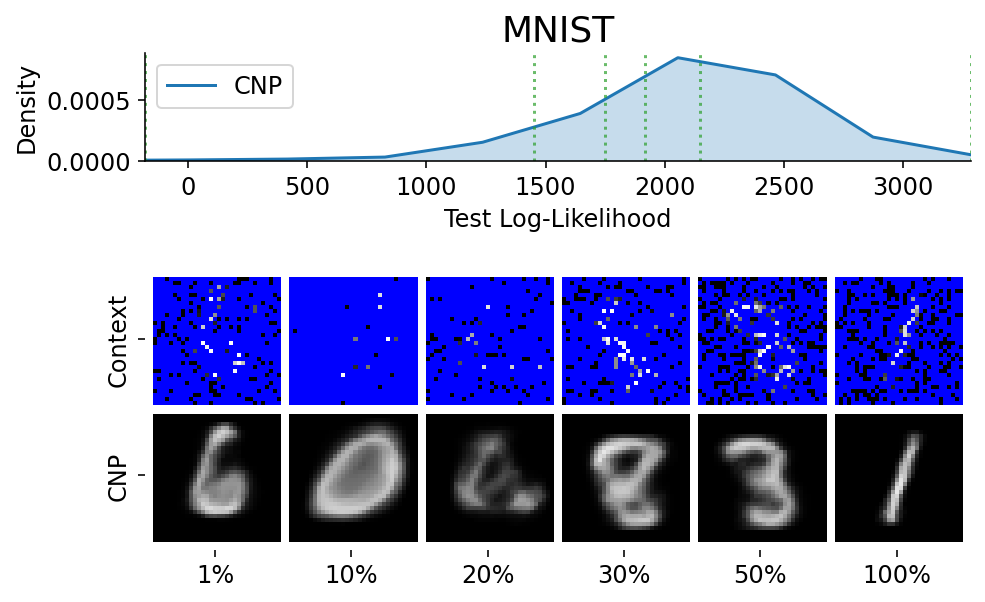 MNIST
Density
0.0005
0.0000
CNP
0 500 1000 1500 2000 2500 3000
Test Log-Likelihood
Context
CNP
1% 10% 20% 30% 50% 100%